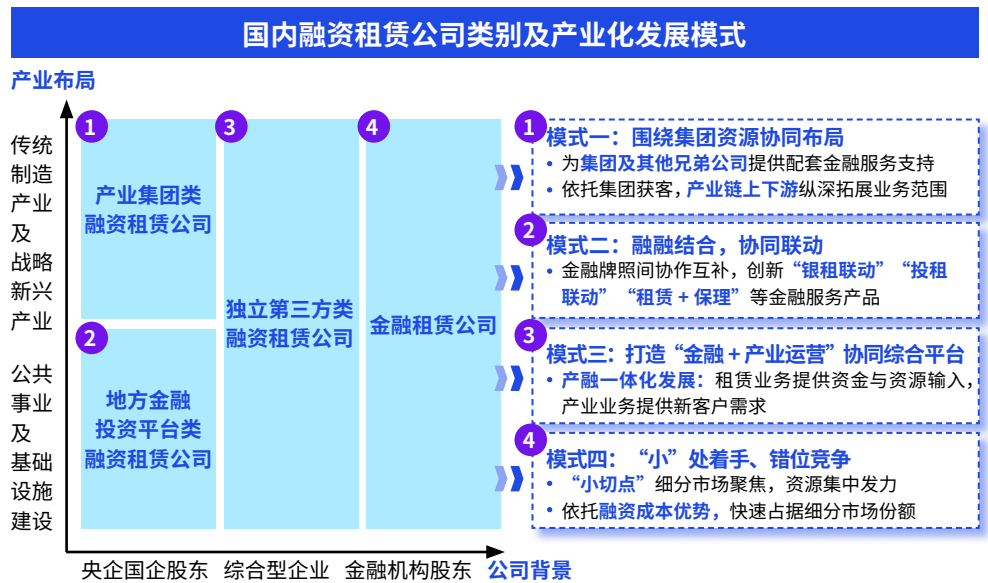 国内融资租赁公司类别及产业化发展模式
产业布局
传统
制造
产业
及
战略
新兴
产业
公共
事业
及
基础
设施
建设
1
产业集团类
融资租赁公司
2
地方金融
投资平台类
融资租赁公司
3
独立第三方类
融资租赁公司
4
金融租赁公司
央企国企股东
综合型企业
金融机构股东
公司背景
1
模式一：围绕集团资源协同布局
• 为集团及其他兄弟公司提供配套金融服务支持
• 依托集团获客，产业链上下游纵深拓展业务范围
2
模式二：融融结合，协同联动
• 金融牌照间协作互补，创新“银租联动”“投租
联动”“租赁 + 保理”等金融服务产品
3
模式三：打造“金融 + 产业运营”协同综合平台
• 产融一体化发展：租赁业务提供资金与资源输入，
产业业务提供新客户需求
4
模式四：“小”处着手、错位竞争
• “小切点”细分市场聚焦，资源集中发力
• 依托融资成本优势，快速占据细分市场份额